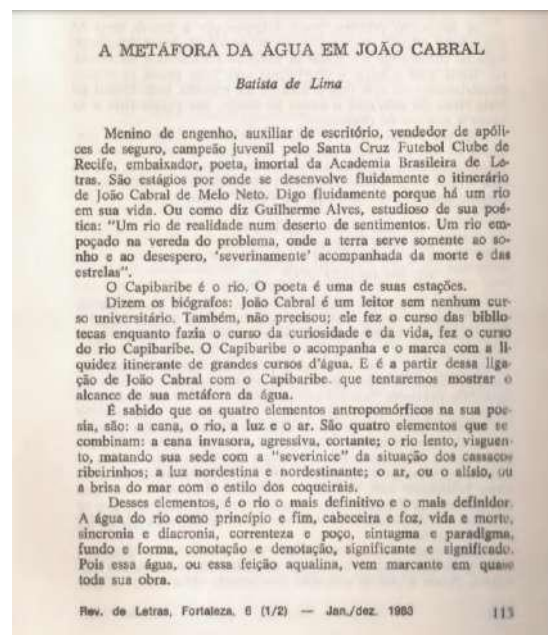 A METÁFORA DA ÁGUA EM JOÃO CABRAL
Batista de Lima
Menino de engenho, auxiliar de escritório, vendedor de apóli-
ces de seguro, campeão juvenil pelo Santa Cruz Futebol Clube de
Recife, embaixador, poeta, imortal da Academia Brasileira de Le-
tras. São estágios por onde se desenvolve fluidamente o itinerário
de João Cabral de Melo Neto. Digo fluidamente porque há um rio
em sua vida. Ou como diz Guilherme Alves, estudioso de sua poé-
tica: "Um rio de realidade num deserto de sentimentos. Um rio em-
poçado na vereda do problema, onde a terra serve somente ao so-
nho e ao desespero, 'severinamente' acompanhada da morte e das
estrelas".
O Capibaribe é o rio. O poeta é uma de suas estações.
Dizem os biógrafos: João Cabral é um leitor sem nenhum cur-
so universitário. Também, não precisou; ele fez o curso das biblio-
tecas enquanto fazia o curso da curiosidade e da vida, fez o curso
do rio Capibaribe. O Capibaribe o acompanha e o marca com a li-
quidez itinerante de grandes cursos d'água. E é a partir dessa liga-
ção de João Cabral com o Capibaribe. que tentaremos mostrar o
alcance de sua metáfora da água.
É sabido que os quatro elementos antropomórficos na sua poe-
sia, são: a cana, o rio, a luz e o ar. São quatro elementos que se
combinam: a cana invasora, agressiva, cortante; o rio lento, visguen-
to, matando sua sede com a "severinice" da situação dos cassacos
ribeirinhos; a luz nordestina e nordestinante; o ar, ou o alísio, ou
a brisa do mar com o estilo dos coqueirais.
Desses elementos, é o rio o mais definitivo e o mais definidor.
A água do rio como princípio e fim, cabeceira e foz, vida e morte,
sincronia e diacronia, correnteza e poço, sintagma e paradigma,
fundo e forma, conotação e denotação, significante e significado.
Pois essa água, ou essa feição aqualina, vem marcante em quase
toda sua obra.
Rev. de Letras, Fortaleza, 6 (1/2) — Jan./dez. 1983 113